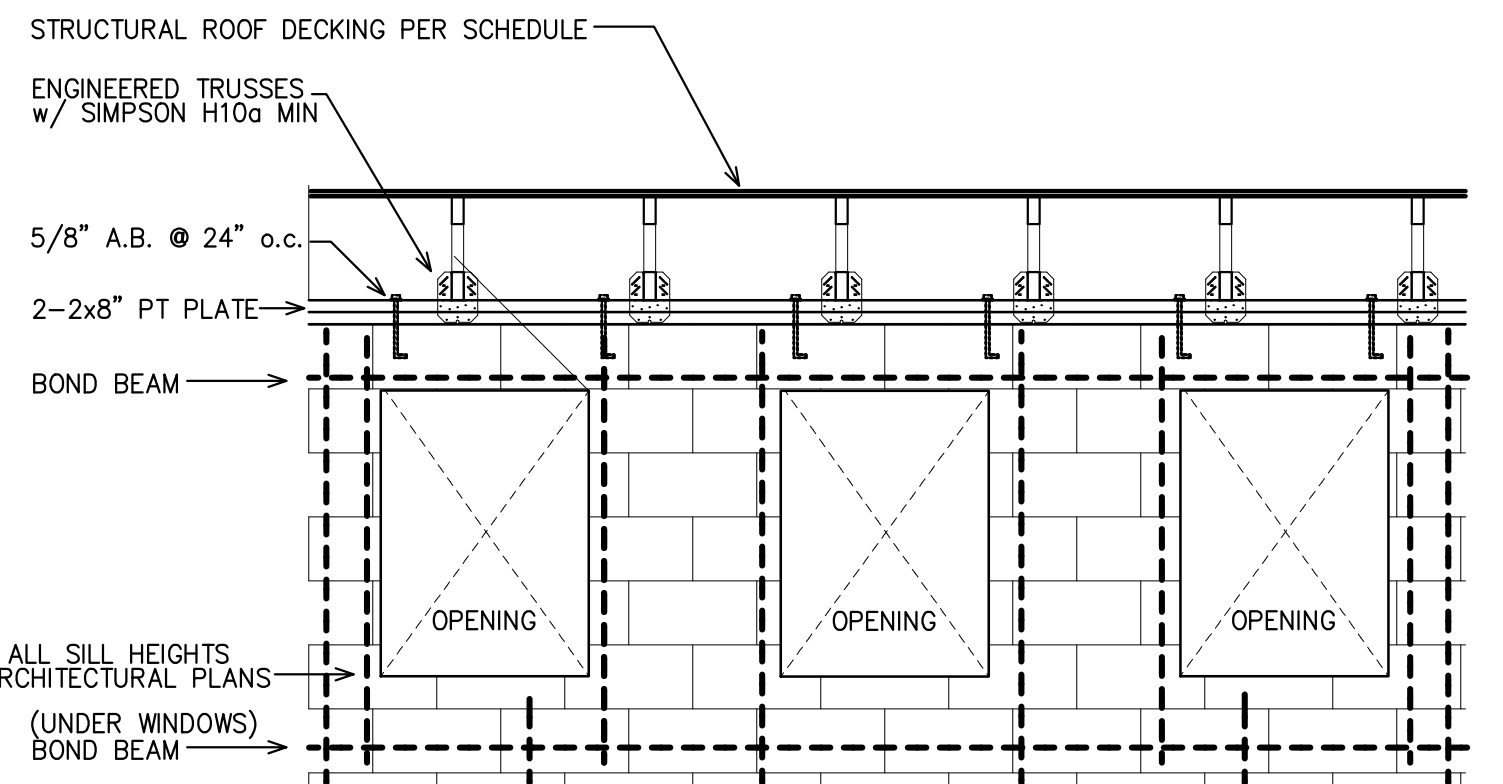 STRUCTURAL ROOF DECKING PER SCHEDULE
ENGINEERED TRUSSES
w/ SIMPSON H10a MIN
5/8" A.B. @ 24" o.c.
2-2x8" PT PLATE
BOND BEAM
OPENING
OPENING
OPENING
ALL SILL HEIGHTS
RCHITECTURAL PLANS
(UNDER WINDOWS)
BOND BEAM